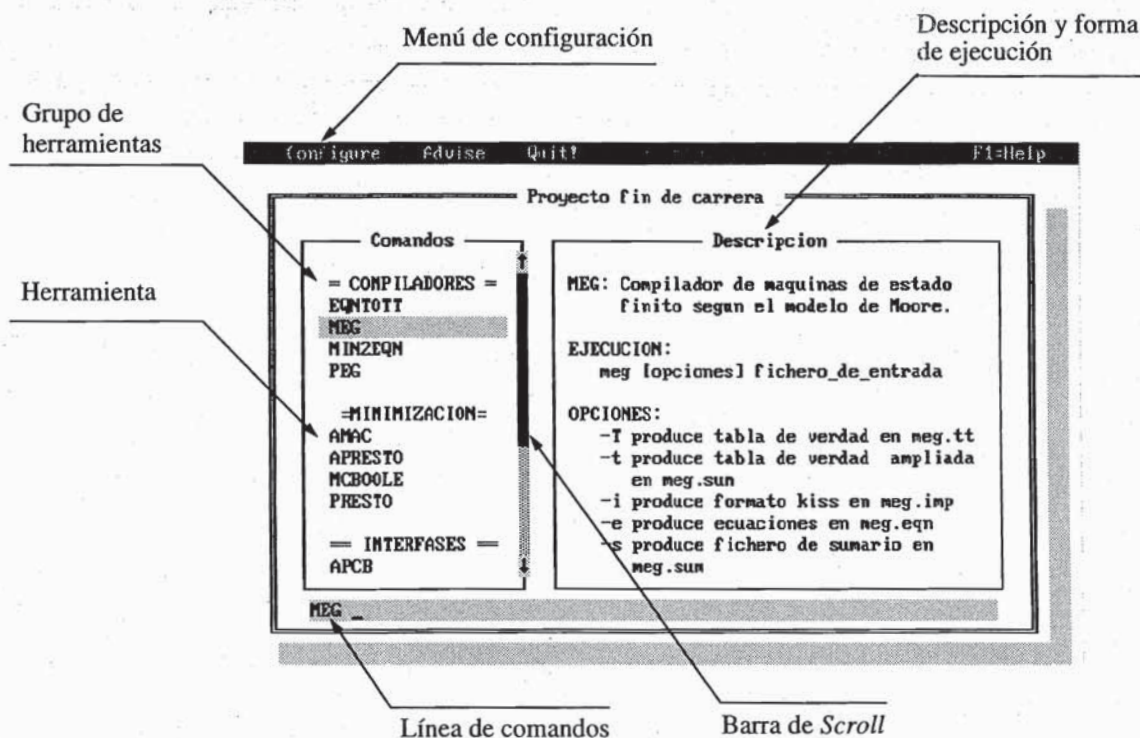 Menú de configuración
Descripción y forma
de ejecución
Grupo de
herramientas
Configure Advise Quit! F1=Help
Proyecto fin de carrera
Comandos
Descripcion
= COMPILADORES =
EQNTOTT
MEG
MIN2EQN
PEG
=MINIMIZACION=
AMAC
APRESTO
MCBOOLE
PRESTO
== INTERFASES ==
APCB
MEG: Compilador de maquinas de estado
finito segun el modelo de Moore.
EJECUCION:
meg [opciones] fichero_de_entrada
OPCIONES:
-T produce tabla de verdad en meg.tt
-t produce tabla de verdad ampliada
en meg.sum
-i produce formato kiss en meg.imp
-e produce ecuaciones en meg.eqn
-s produce fichero de sumario en
meg.sum
MEG _
Herramienta
Línea de comandos
Barra de Scroll